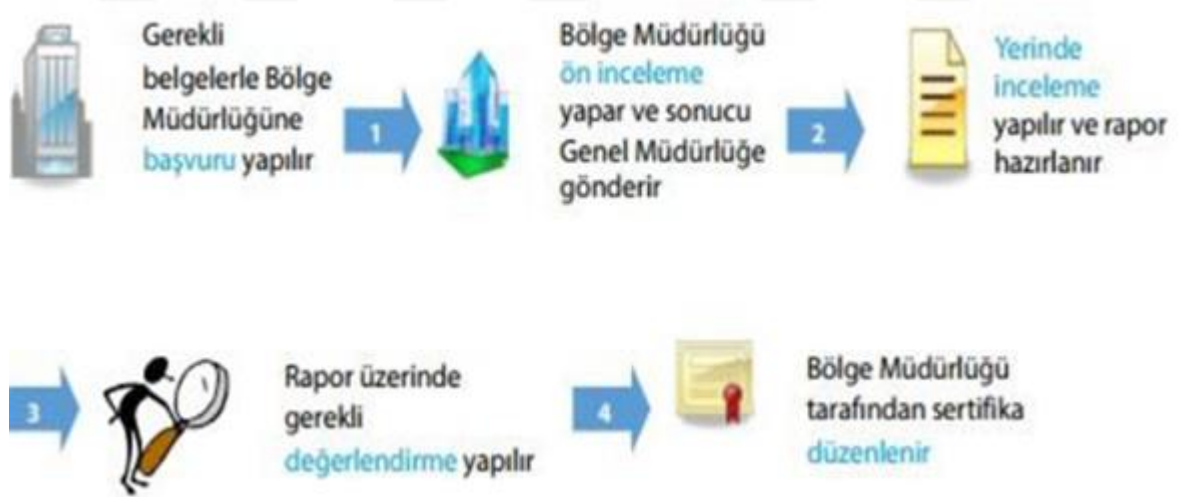 Gerekli
belgelerle Bölge
Müdürlüğüne
başvuru yapılır
1
Bölge Müdürlüğü
ön inceleme
yapar ve sonucu
Genel Müdürlüğe
gönderir
2
Yerinde
inceleme
yapılır ve rapor
hazırlanır
3
Rapor üzerinde
gerekli
değerlendirme yapılır
4
Bölge Müdürlüğü
tarafından sertifika
düzenlenir